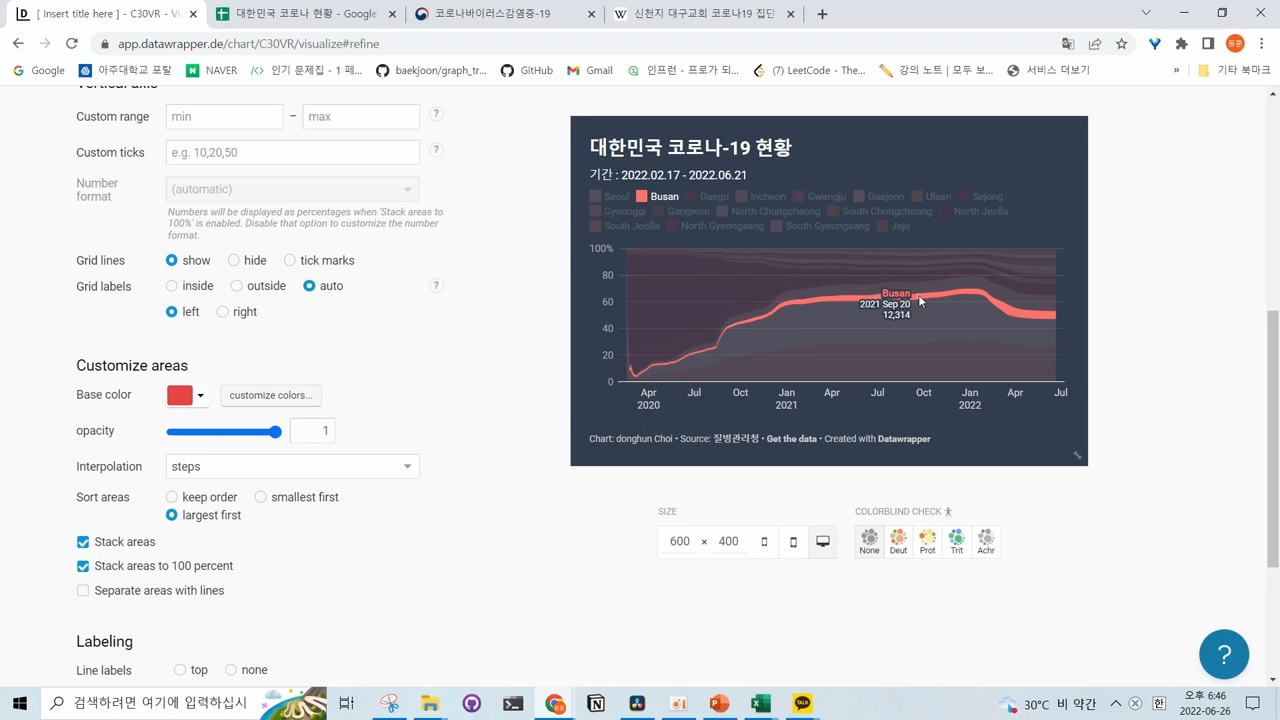 [ Insert title here ] - C30VR - Vi
대한민국 코로나 현황 - Google
코로나바이러스감염증-19
신천지 대구교회 코로나19 집단
app.datawrapper.de/chart/C30VR/visualize#refine
동훈
Google
아주대학교 포탈
NAVER
인기 문제집 - 1 페...
baekjoon/graph_tr...
GitHub
Gmail
인프런 - 프로가 되...
(7) LeetCode - The...
강의 노트 | 모두 보...
서비스 더보기
»
기타 북마크
Vertical axis
Custom range
min
–
max
?
Custom ticks
e.g. 10,20,50
?
Number
format
(automatic)
Numbers will be displayed as percentages when 'Stack areas to
100%' is enabled. Disable that option to customize the number
format.
Grid lines
show
hide
tick marks
Grid labels
inside
outside
auto
?
left
right
Customize areas
Base color
customize colors...
opacity
1
Interpolation
steps
Sort areas
keep order
smallest first
largest first
Stack areas
Stack areas to 100 percent
Separate areas with lines
Labeling
Line labels
top
none
대한민국 코로나-19 현황
기간 : 2022.02.17 - 2022.06.21
Seoul Busan Daegu Incheon Gwangju Daejeon Ulsan Sejong
Gyeonggi Gangwon North Chungcheong South Chungcheong North Jeolla
South Jeolla North Gyeongsang South Gyeongsang Jeju
100%
80
60
40
20
0
Busan
2021 Sep 20
12,314
Apr Jul Oct Jan Apr Jul Oct Jan Apr Jul
2020 2021 2022
Chart: donghun Choi • Source: 질병관리청 • Get the data • Created with Datawrapper
SIZE
600 × 400
COLORBLIND CHECK
None Deut Prot Trit Achr
?
검색하려면 여기에 입력하십시
TALK
30°C 비 약간
한
오후 6:46
2022-06-26